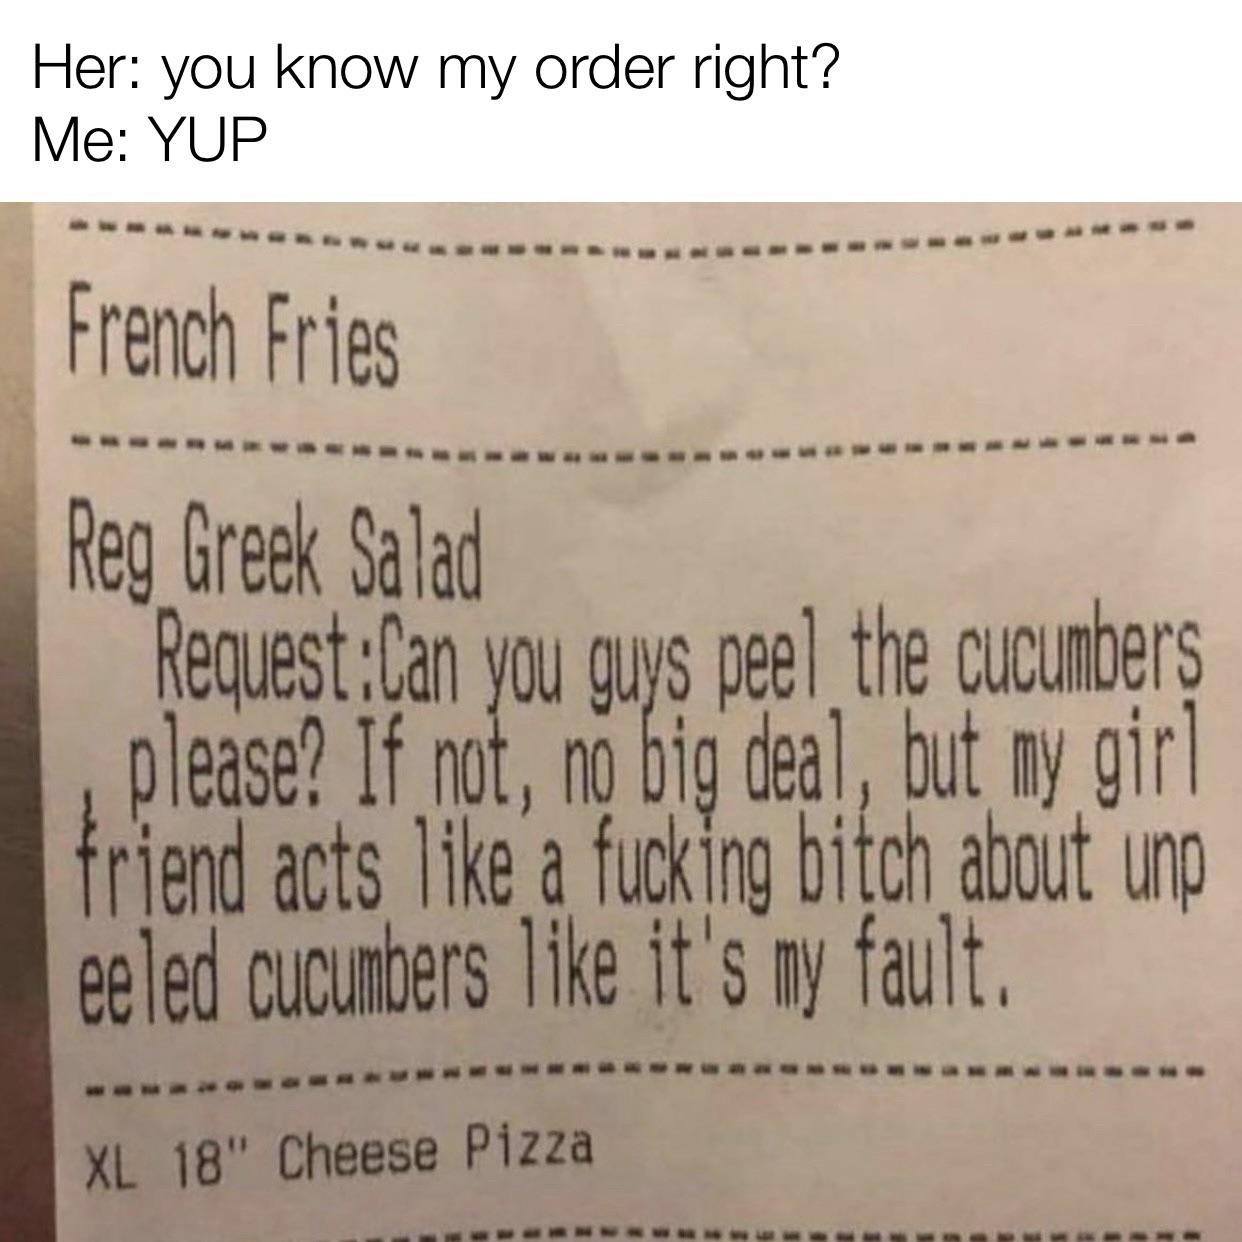 Her: you know my order right?
Me: YUP
French Fries
Reg Greek Salad
Request:Can you guys peel the cucumbers
, please? If not, no big deal, but my girl
friend acts like a fucking bitch about unp
eeled cucumbers like it's my fault.
XL 18" Cheese Pizza